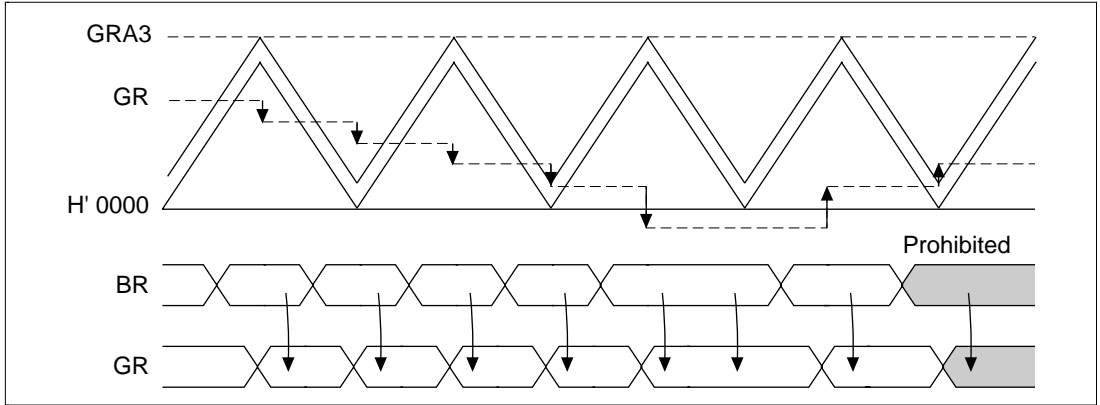 GRA3
GR
H' 0000
Prohibited
BR
GR